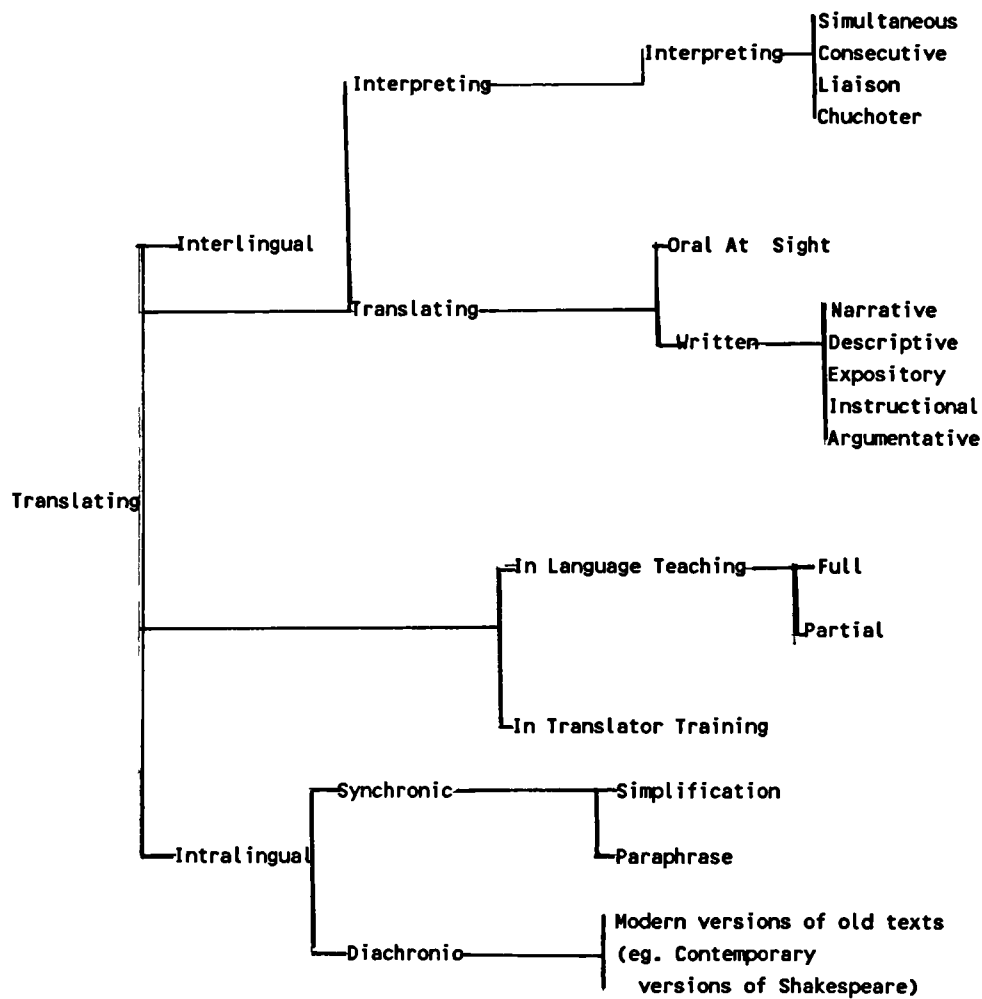 Simultaneous
Interpreting Consecutive
Interpreting Liaison
Chuchoter
Interlingual Oral At Sight
Translating Narrative
Written Descriptive
Expository
Instructional
Argumentative
Translating
In Language Teaching Full
Partial
In Translator Training
Synchronic Simplification
Intralingual Paraphrase
Modern versions of old texts
Diachronio (eg. Contemporary
versions of Shakespeare)